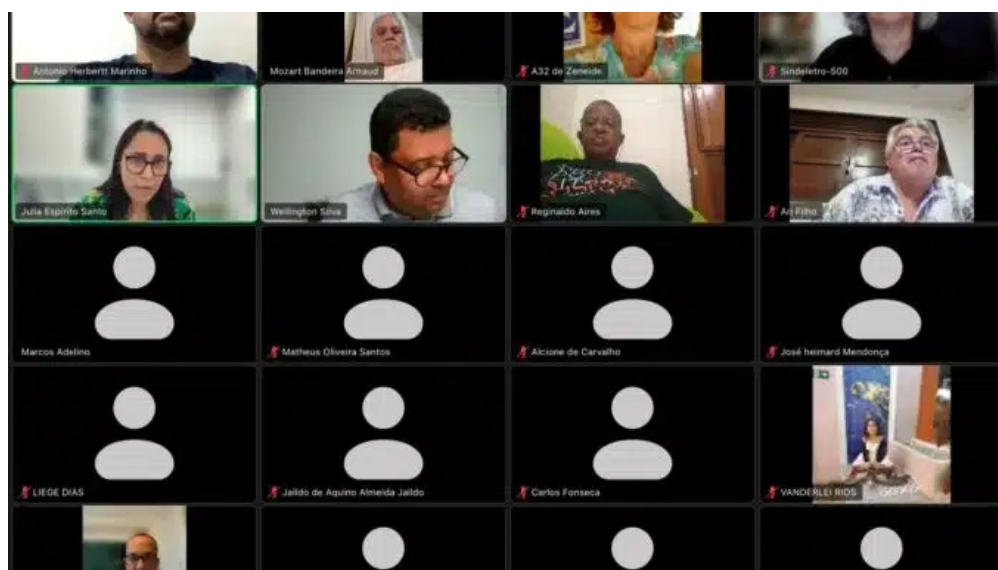 Antonio Herbertt Marinho
Mozart Bandeira Arnaud
A32 de Zeneide
Sindeletro-500
Julia Espirito Santo
Wellington Silva
Reginaldo Aires
Ari Filho
Marcos Adelino
Matheus Oliveira Santos
Alcione de Carvalho
José heimard Mendonça
LIEGE DIAS
Jaildo de Aquino Almeida Jaildo
Carlos Fonseca
VANDERLEI RIOS